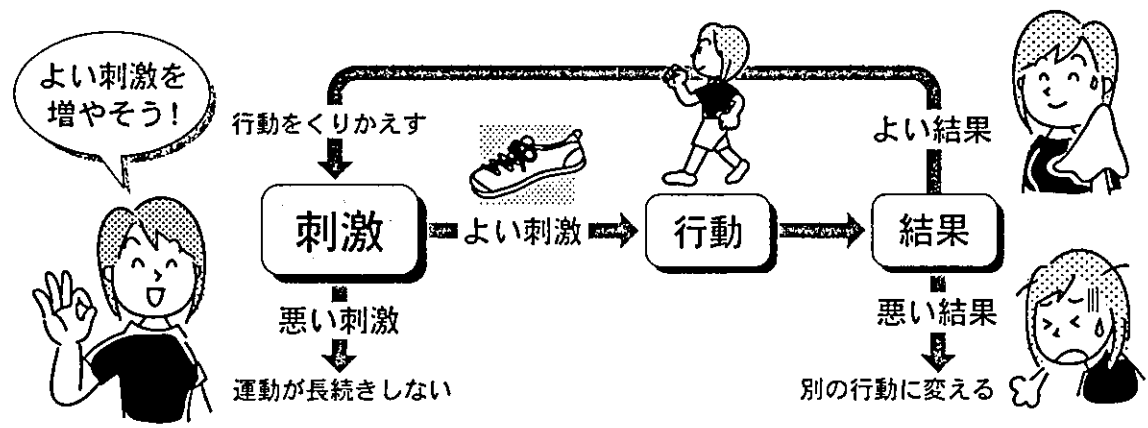 よい刺激を
増やそう!
行動をくりかえす
よい結果
刺激
よい刺激
行動
結果
悪い刺激
悪い結果
運動が長続きしない
別の行動に変える